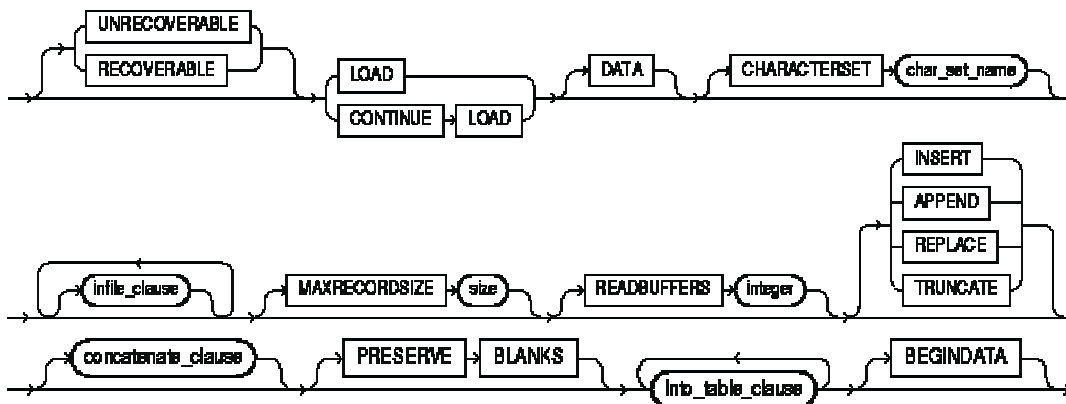 UNRECOVERABLE
RECOVERABLE
LOAD
CONTINUE LOAD
DATA
CHARACTERSET char_set_name
infile_clause
MAXRECORDSIZE size
READBUFFERS integer
INSERT
APPEND
REPLACE
TRUNCATE
concatenate_clause
PRESERVE BLANKS
into_table_clause
BEGINDATA